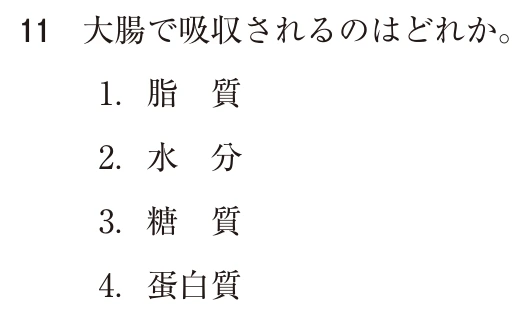 11 大腸で吸収されるのはどれか。
1. 脂　質
2. 水　分
3. 糖　質
4. 蛋白質